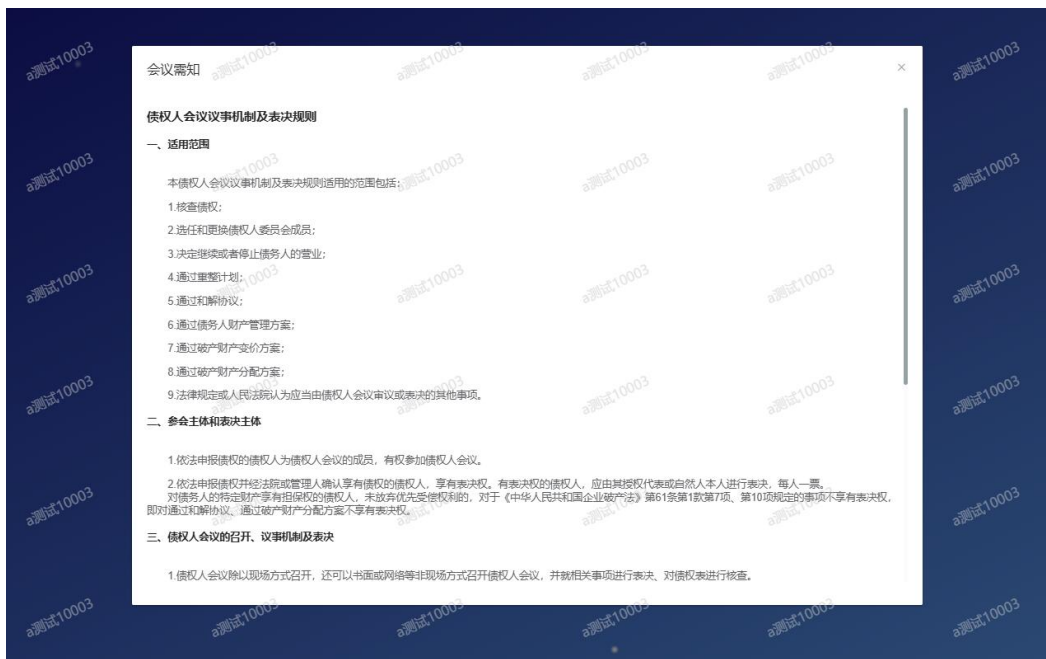 会议需知
×
债权人会议议事机制及表决规则
一、适用范围
本债权人会议议事机制及表决规则适用的范围包括:
1.核查债权;
2.选任和更换债权人委员会成员;
3.决定继续或者停止债务人的营业;
4.通过重整计划;
5.通过和解协议;
6.通过债务人财产管理方案;
7.通过破产财产变价方案;
8.通过破产财产分配方案;
9.法律规定或人民法院认为应当由债权人会议审议或表决的其他事项。
二、参会主体和表决主体
1.依法申报债权的债权人为债权人会议的成员，有权参加债权人会议。
2.依法申报债权并经法院或管理人确认享有债权的债权人，享有表决权。有表决权的债权人，应由其授权代表或自然人本人进行表决，每人一票。
对债务人的特定财产享有担保权的债权人，未放弃优先受偿权利的，对于《中华人民共和国企业破产法》第61条第1款第7项、第10项规定的事项不享有表决权，
即对通过和解协议、通过破产财产分配方案不享有表决权。
三、债权人会议的召开、议事机制及表决
1.债权人会议除以现场方式召开，还可以书面或网络等非现场方式召开债权人会议，并就相关事项进行表决、对债权表进行核查。
a测试10003